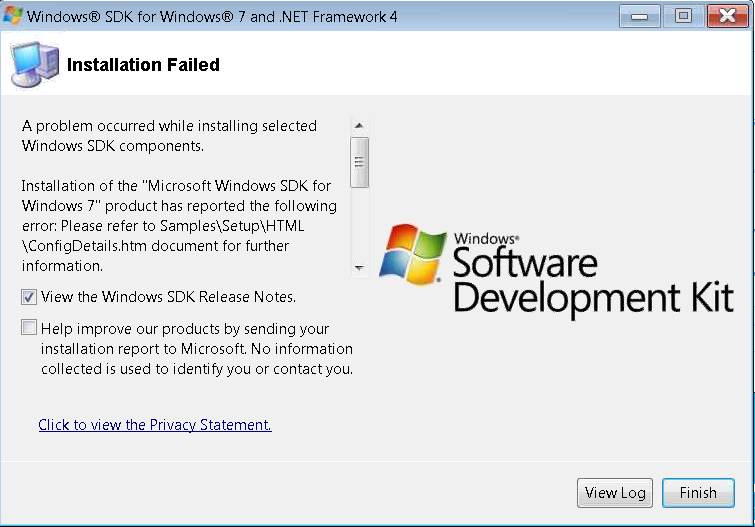 Windows® SDK for Windows® 7 and .NET Framework 4
Installation Failed
A problem occurred while installing selected
Windows SDK components.
Installation of the "Microsoft Windows SDK for
Windows 7" product has reported the following
error: Please refer to Samples\Setup\HTML
\ConfigDetails.htm document for further
information.
View the Windows SDK Release Notes.
Help improve our products by sending your
installation report to Microsoft. No information
collected is used to identify you or contact you.
Click to view the Privacy Statement.
Windows®
Software
Development Kit
View Log
Finish